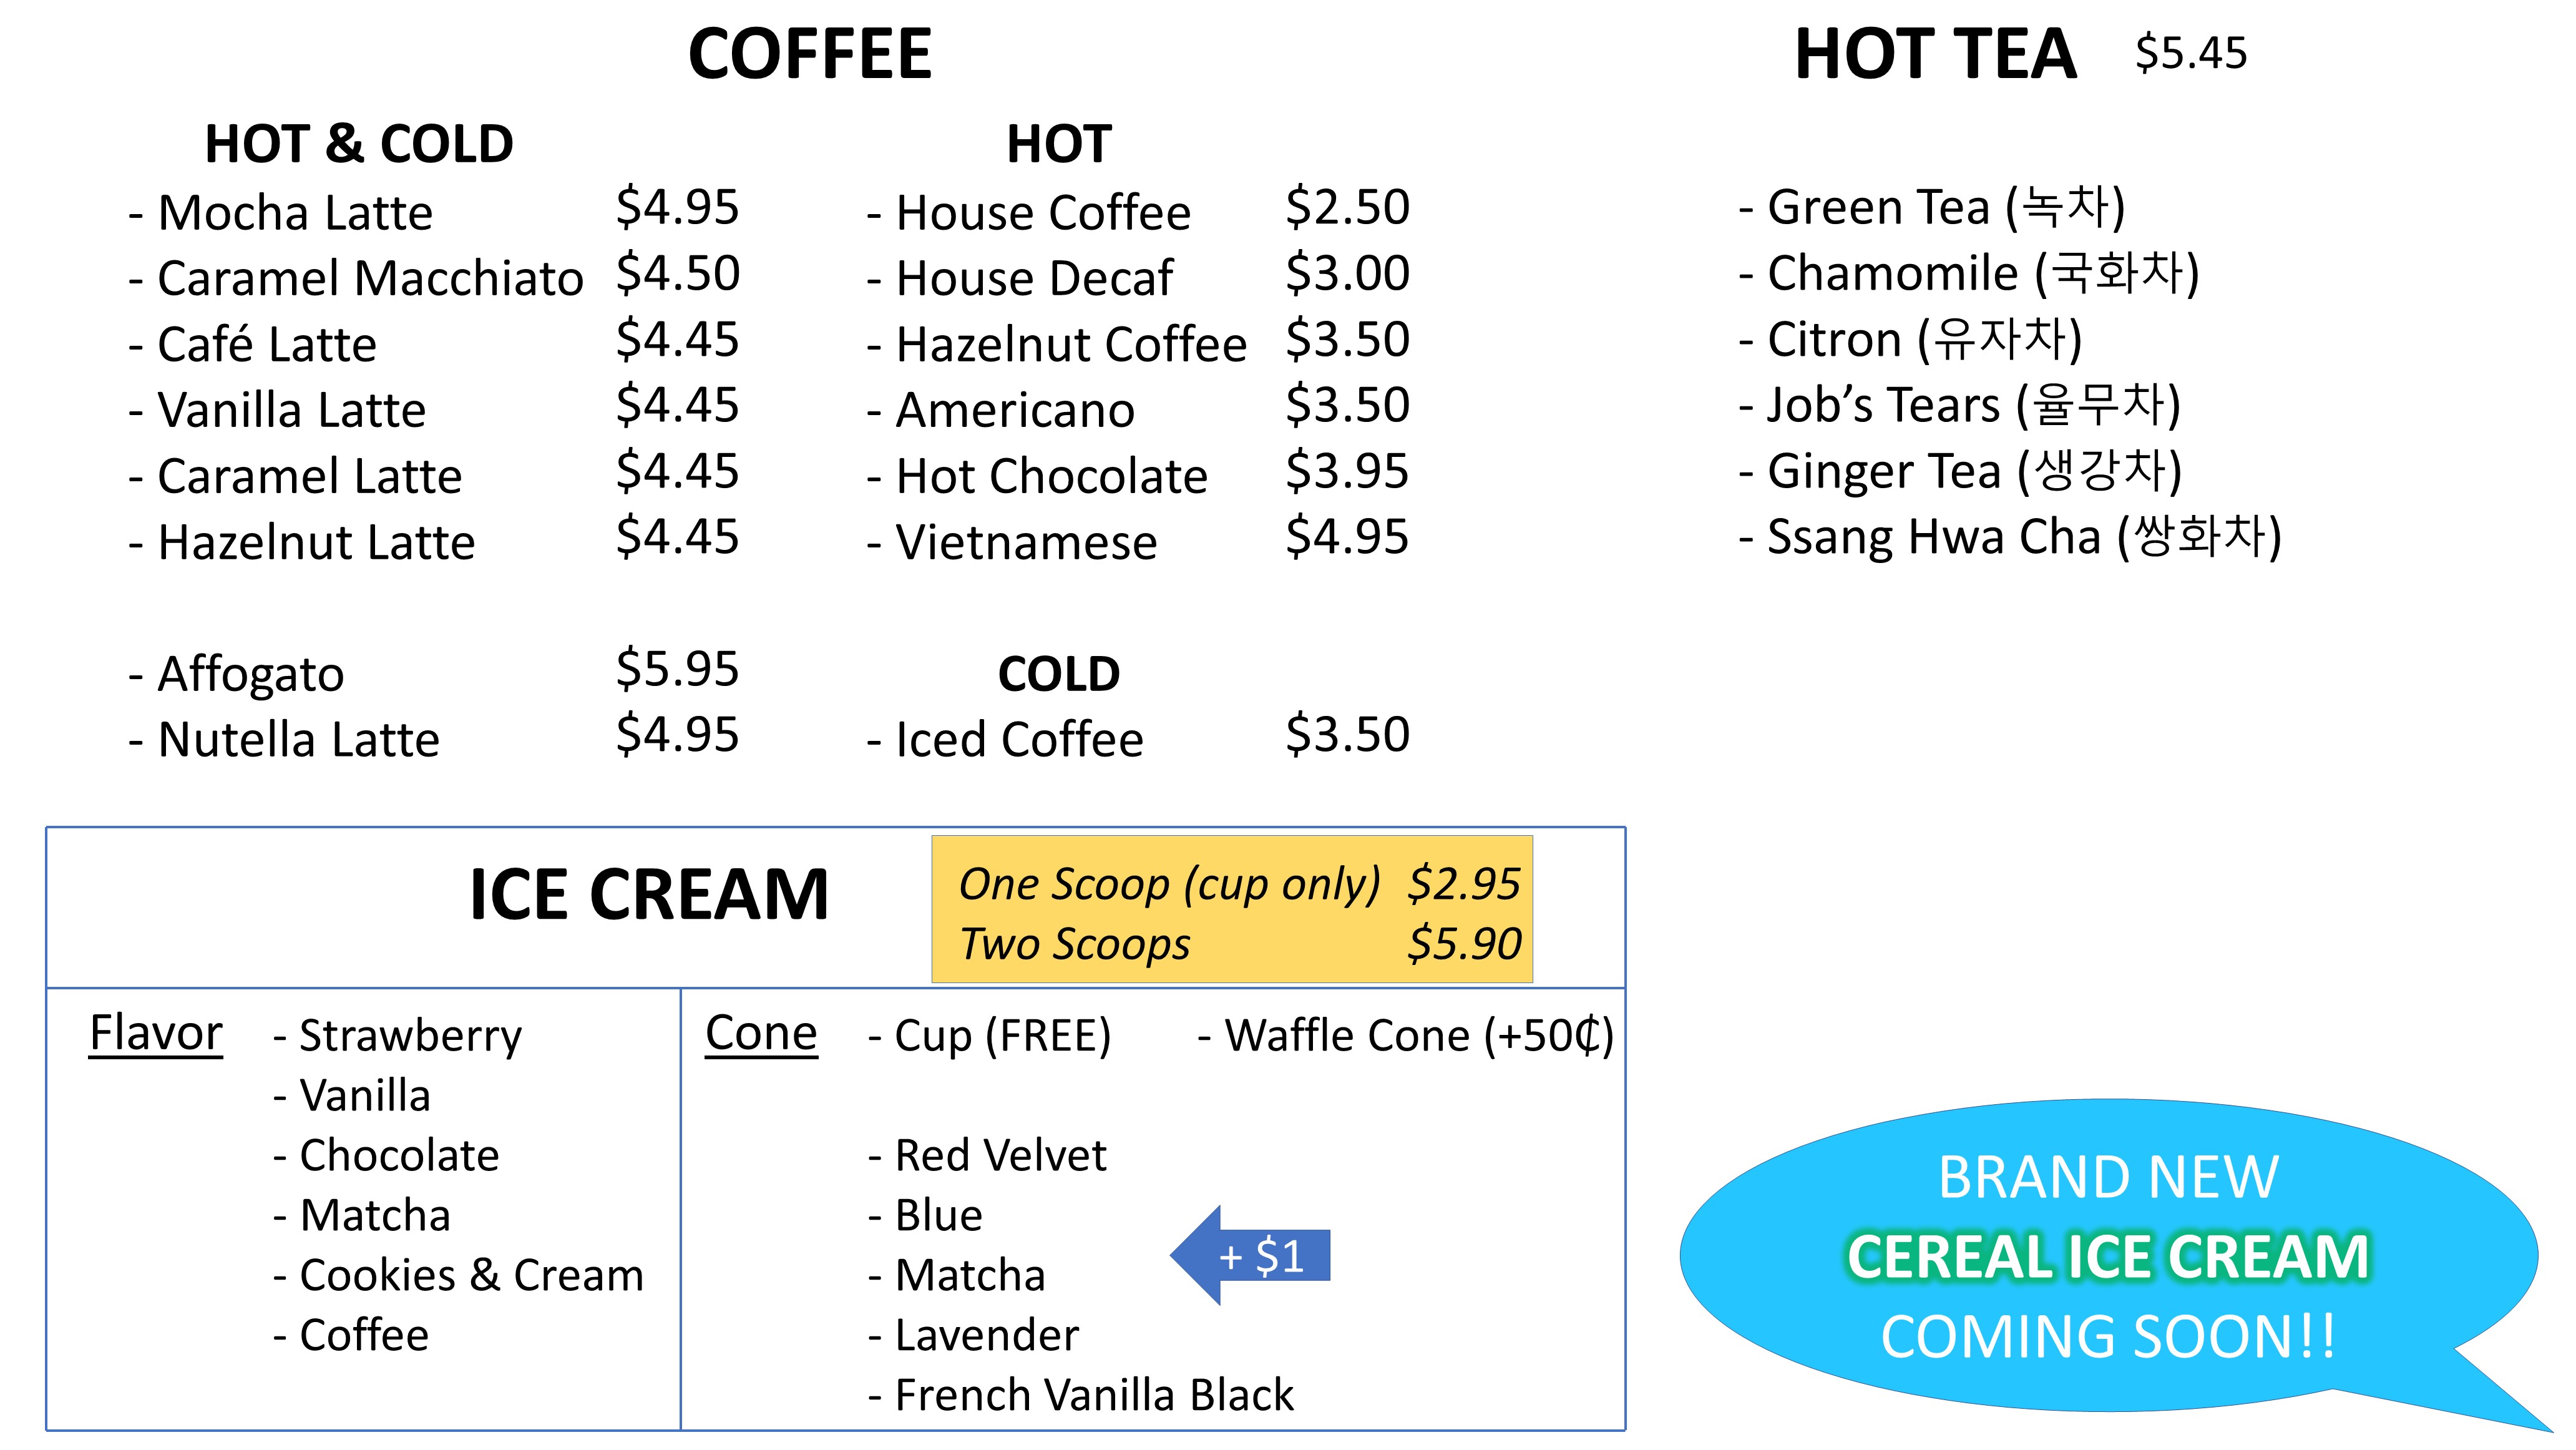 COFFEE
HOT & COLD
- Mocha Latte $4.95
- Caramel Macchiato $4.50
- Café Latte $4.45
- Vanilla Latte $4.45
- Caramel Latte $4.45
- Hazelnut Latte $4.45
- Affogato $5.95
- Nutella Latte $4.95
HOT
- House Coffee $2.50
- House Decaf $3.00
- Hazelnut Coffee $3.50
- Americano $3.50
- Hot Chocolate $3.95
- Vietnamese $4.95
COLD
- Iced Coffee $3.50
HOT TEA $5.45
- Green Tea (녹차)
- Chamomile (국화차)
- Citron (유자차)
- Job’s Tears (율무차)
- Ginger Tea (생강차)
- Ssang Hwa Cha (쌍화차)
ICE CREAM
One Scoop (cup only) $2.95
Two Scoops $5.90
Flavor
- Strawberry
- Vanilla
- Chocolate
- Matcha
- Cookies & Cream
- Coffee
Cone
- Cup (FREE) - Waffle Cone (+50₵)
- Red Velvet
- Blue
- Matcha
- Lavender
- French Vanilla Black
+ $1
BRAND NEW
CEREAL ICE CREAM
COMING SOON!!